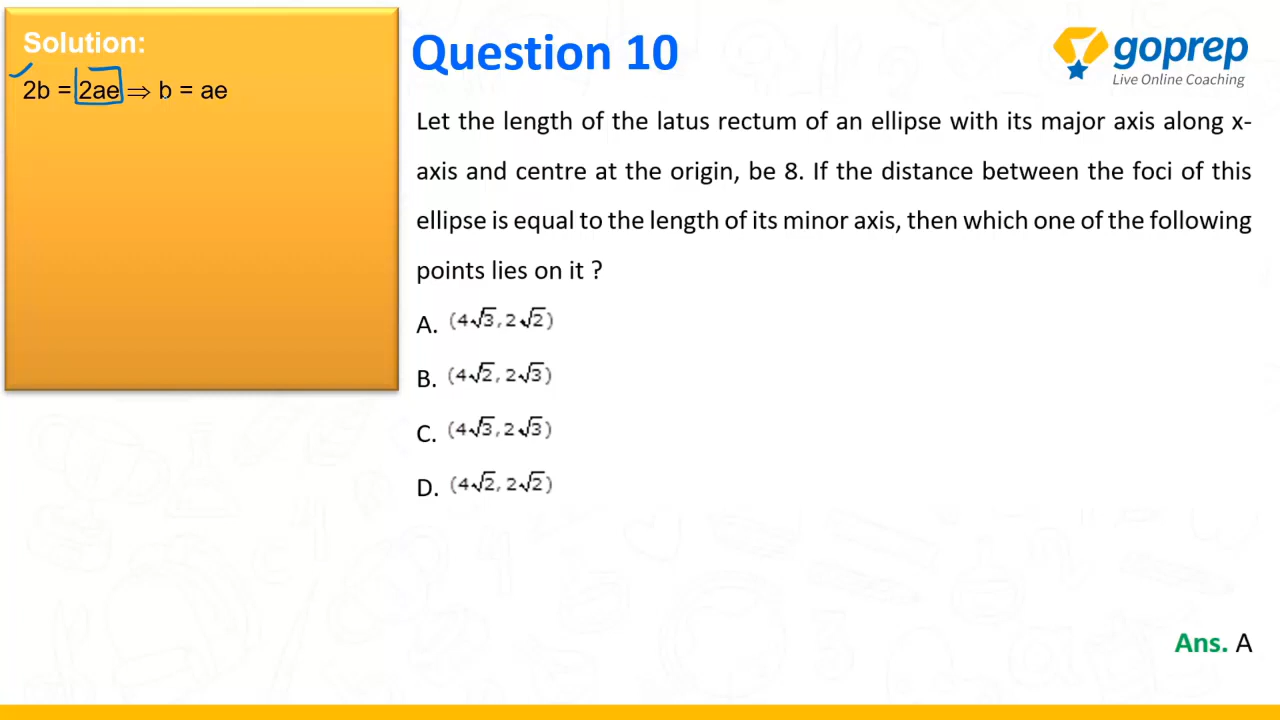 Solution:
2b = 2ae ⇒ b = ae
Question 10
goprep
Live Online Coaching
Let the length of the latus rectum of an ellipse with its major axis along x-
axis and centre at the origin, be 8. If the distance between the foci of this
ellipse is equal to the length of its minor axis, then which one of the following
points lies on it ?
A. (4√3, 2√2)
B. (4√2, 2√3)
C. (4√3, 2√3)
D. (4√2, 2√2)
Ans. A